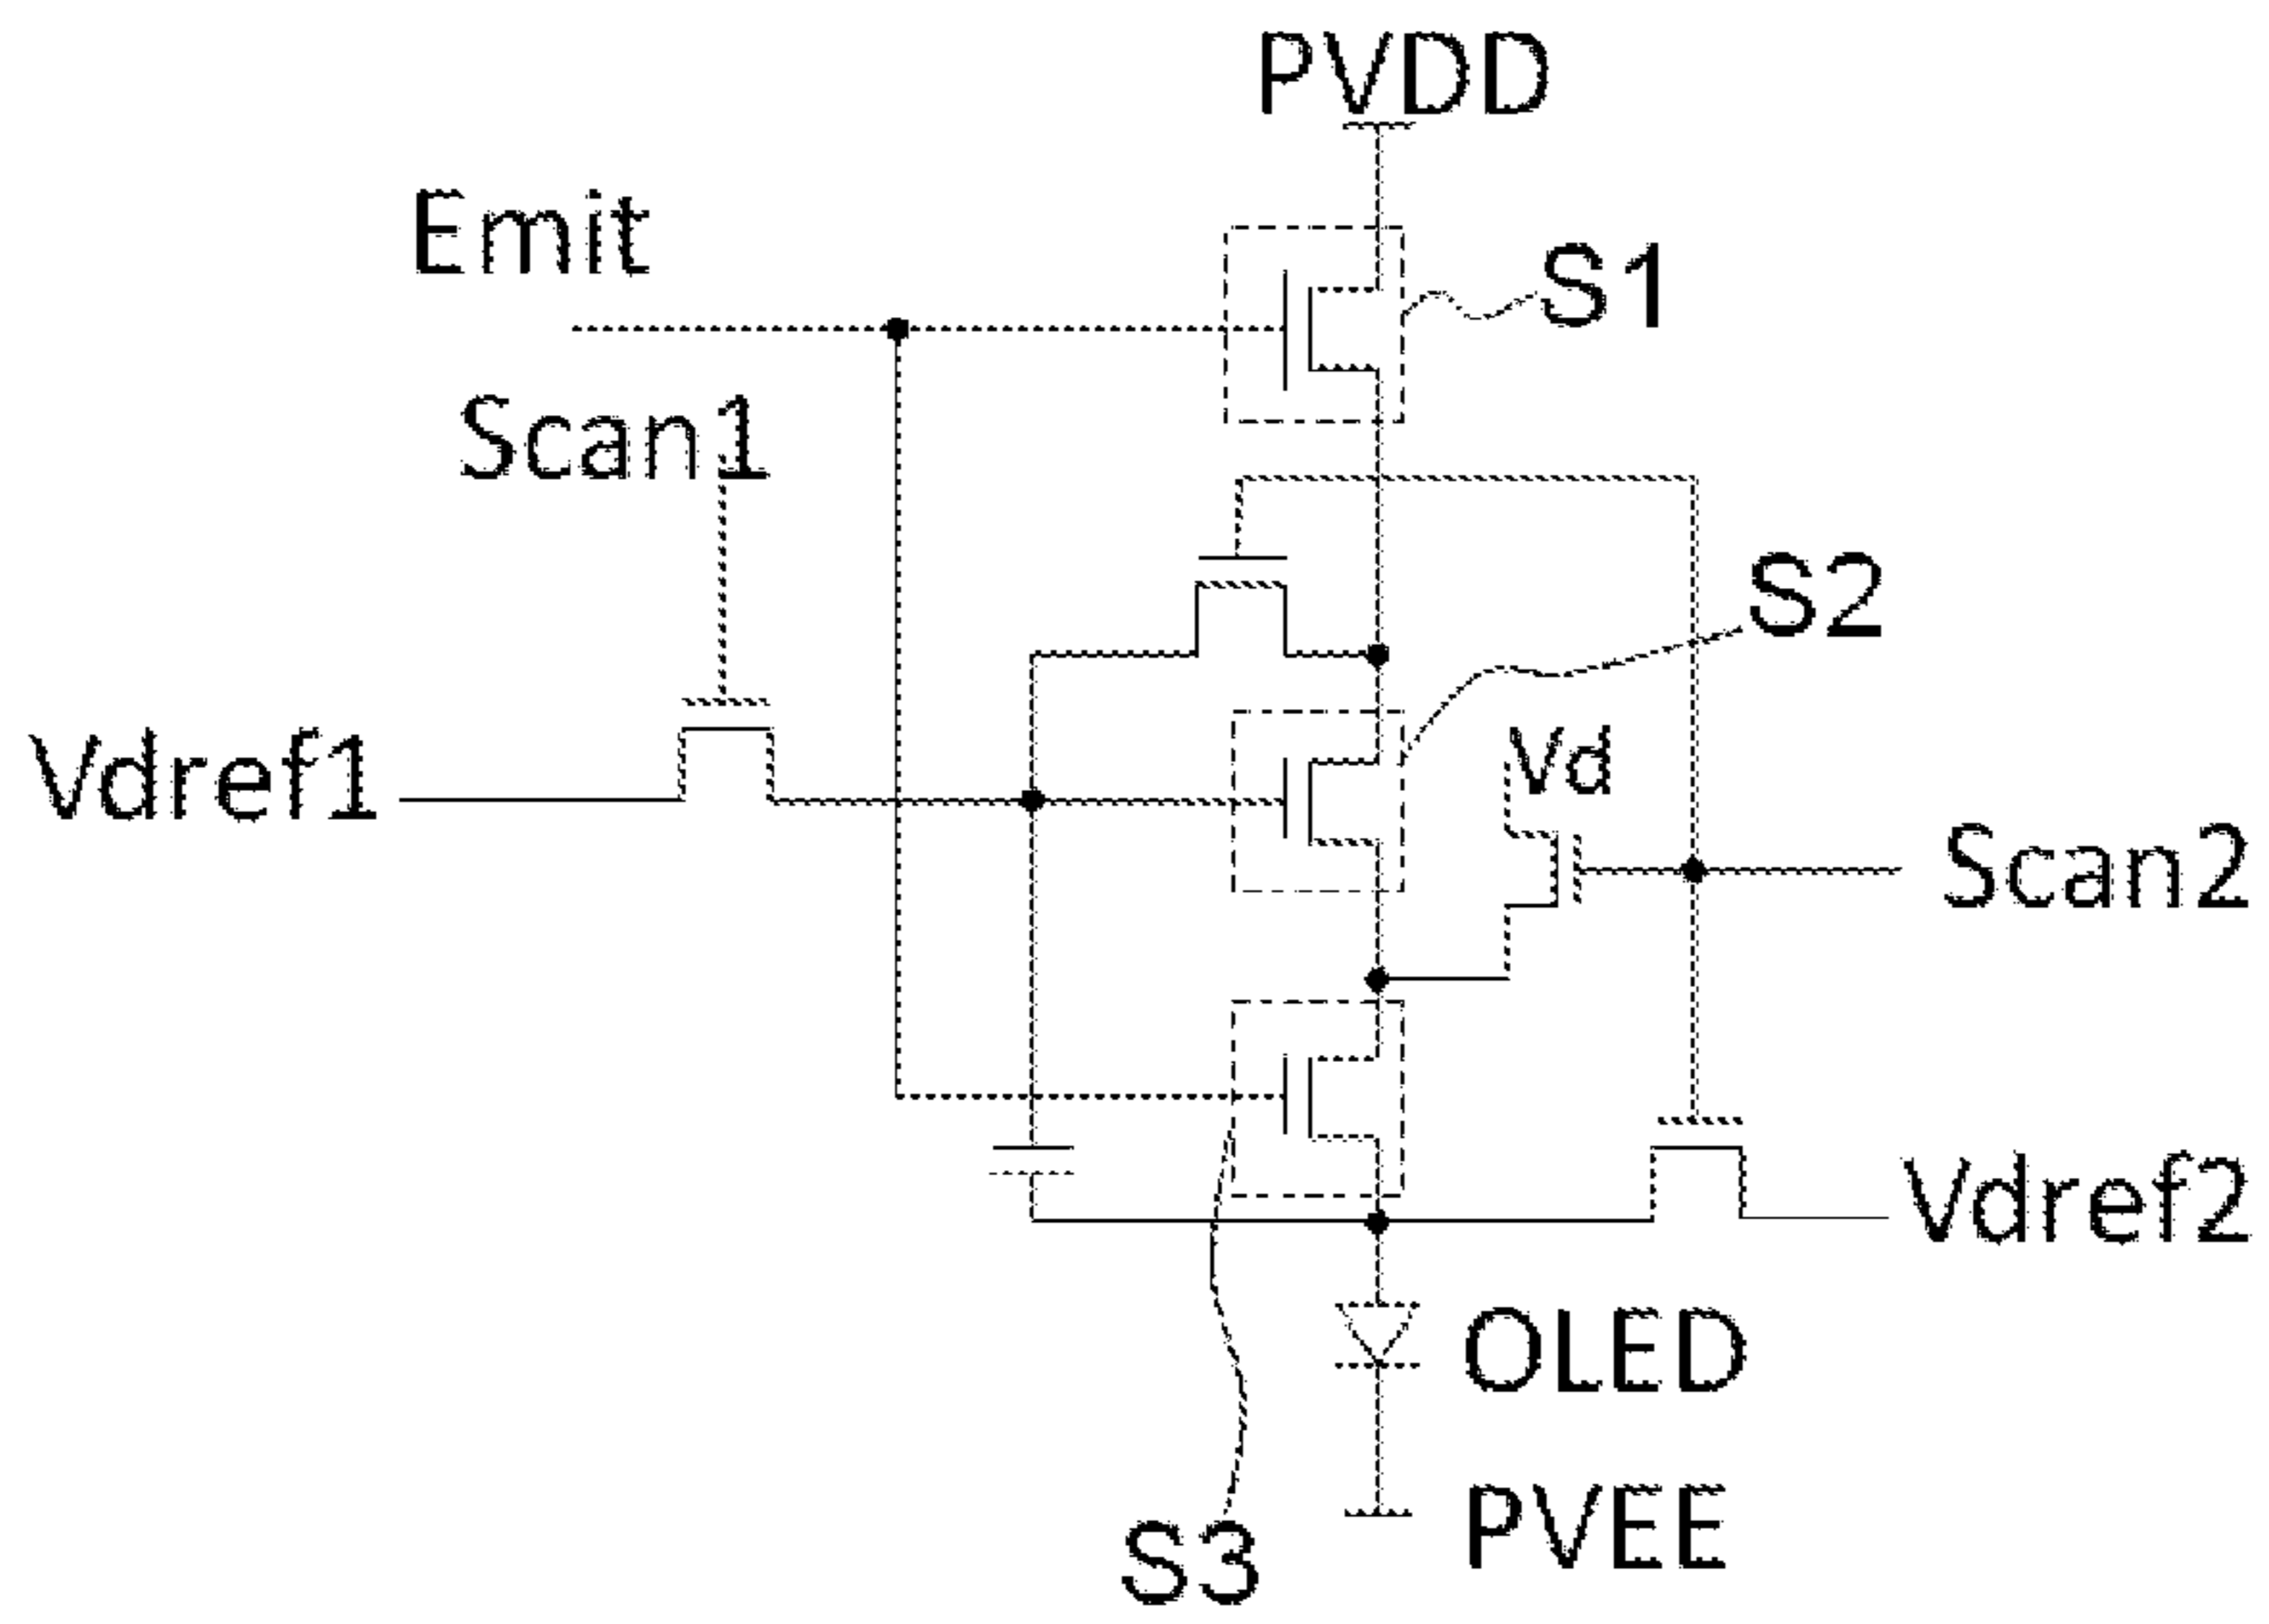 PVDD
Emit
S1
Scan1
S2
Vd
Vdref1
Scan2
Vdref2
OLED
PVEE
S3